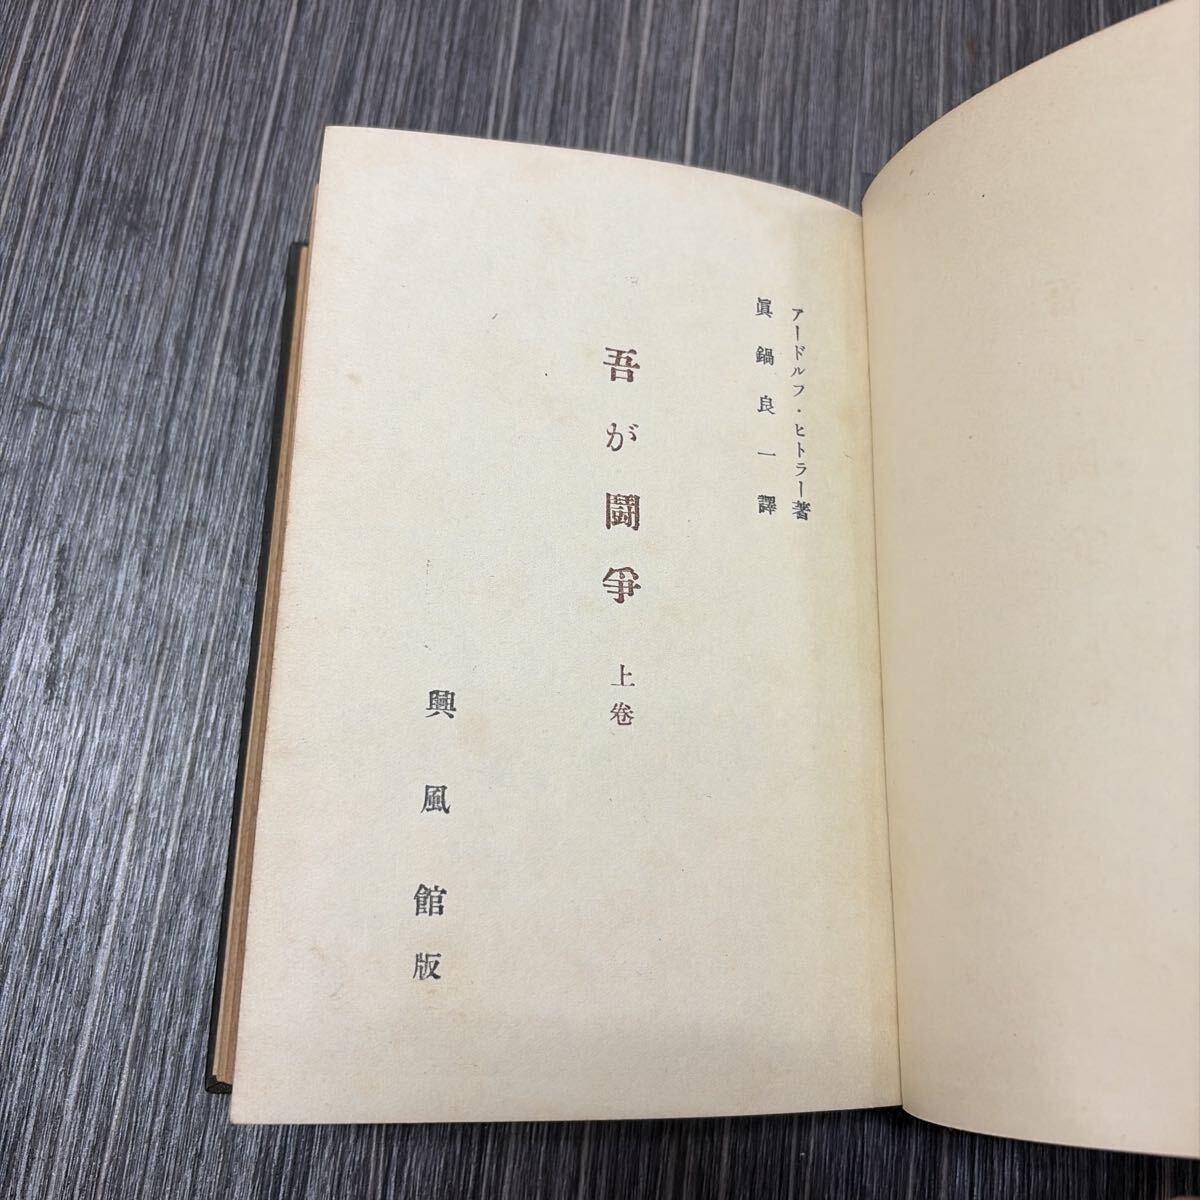 アードルフ・ヒトラー著
眞鍋良一譯
吾が鬪爭 上卷
興風館版